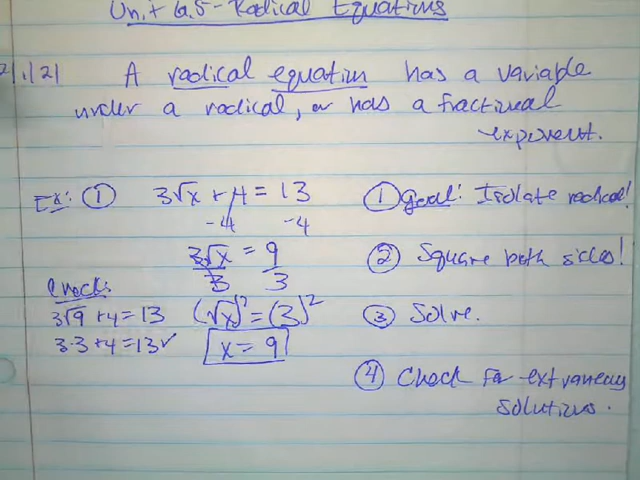 Unit 6.5 - Radical Equations
2/1/21 A radical equation has a variable
under a radical, or has a fractional
exponent.
Ex: ① 3√x + 4 = 13
-4 -4
3√x = 9
3 3
(√x)² = (3)²
x = 9
Check:
3√9 + 4 = 13
3·3 + 4 = 13 ✓
① Goal: Isolate radical!
② Square both sides!
③ Solve.
④ Check for extraneous
solutions.